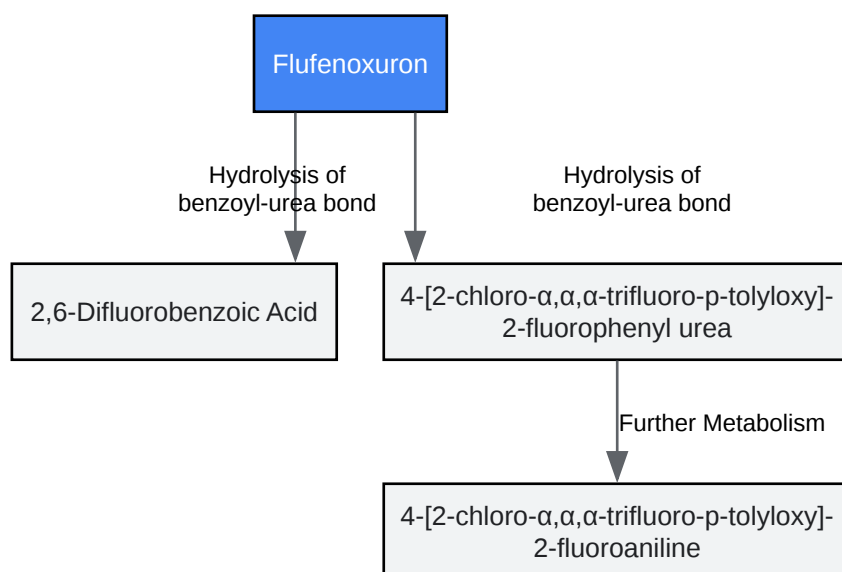 Flufenoxuron
Hydrolysis of
benzoyl-urea bond
Hydrolysis of
benzoyl-urea bond
2,6-Difluorobenzoic Acid
4-[2-chloro-α,α,α-trifluoro-p-tolyloxy]-
2-fluorophenyl urea
Further Metabolism
4-[2-chloro-α,α,α-trifluoro-p-tolyloxy]-
2-fluoroaniline